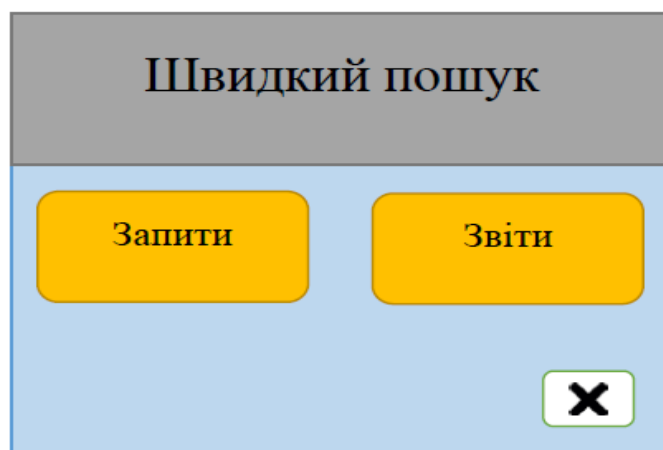 Швидкий пошук
Запити
Звіти